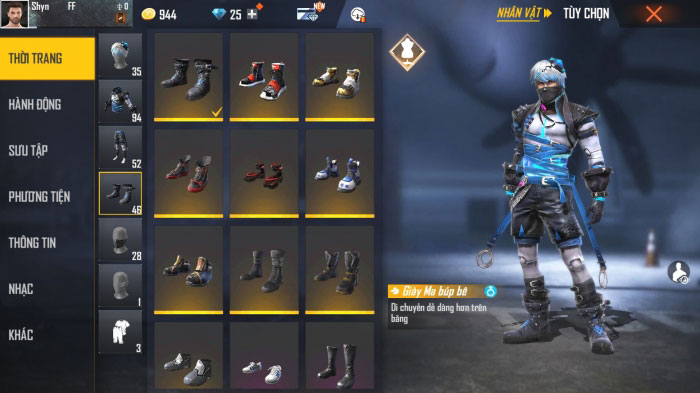 Shyn FF
0
944
25
NEW
NHÂN VẬT
TÙY CHỌN
THỜI TRANG
HÀNH ĐỘNG
SƯU TẬP
PHƯƠNG TIỆN
THÔNG TIN
NHẠC
KHÁC
35
94
52
46
28
1
3
Giày Ma búp bê
Di chuyển dễ dàng hơn trên
băng